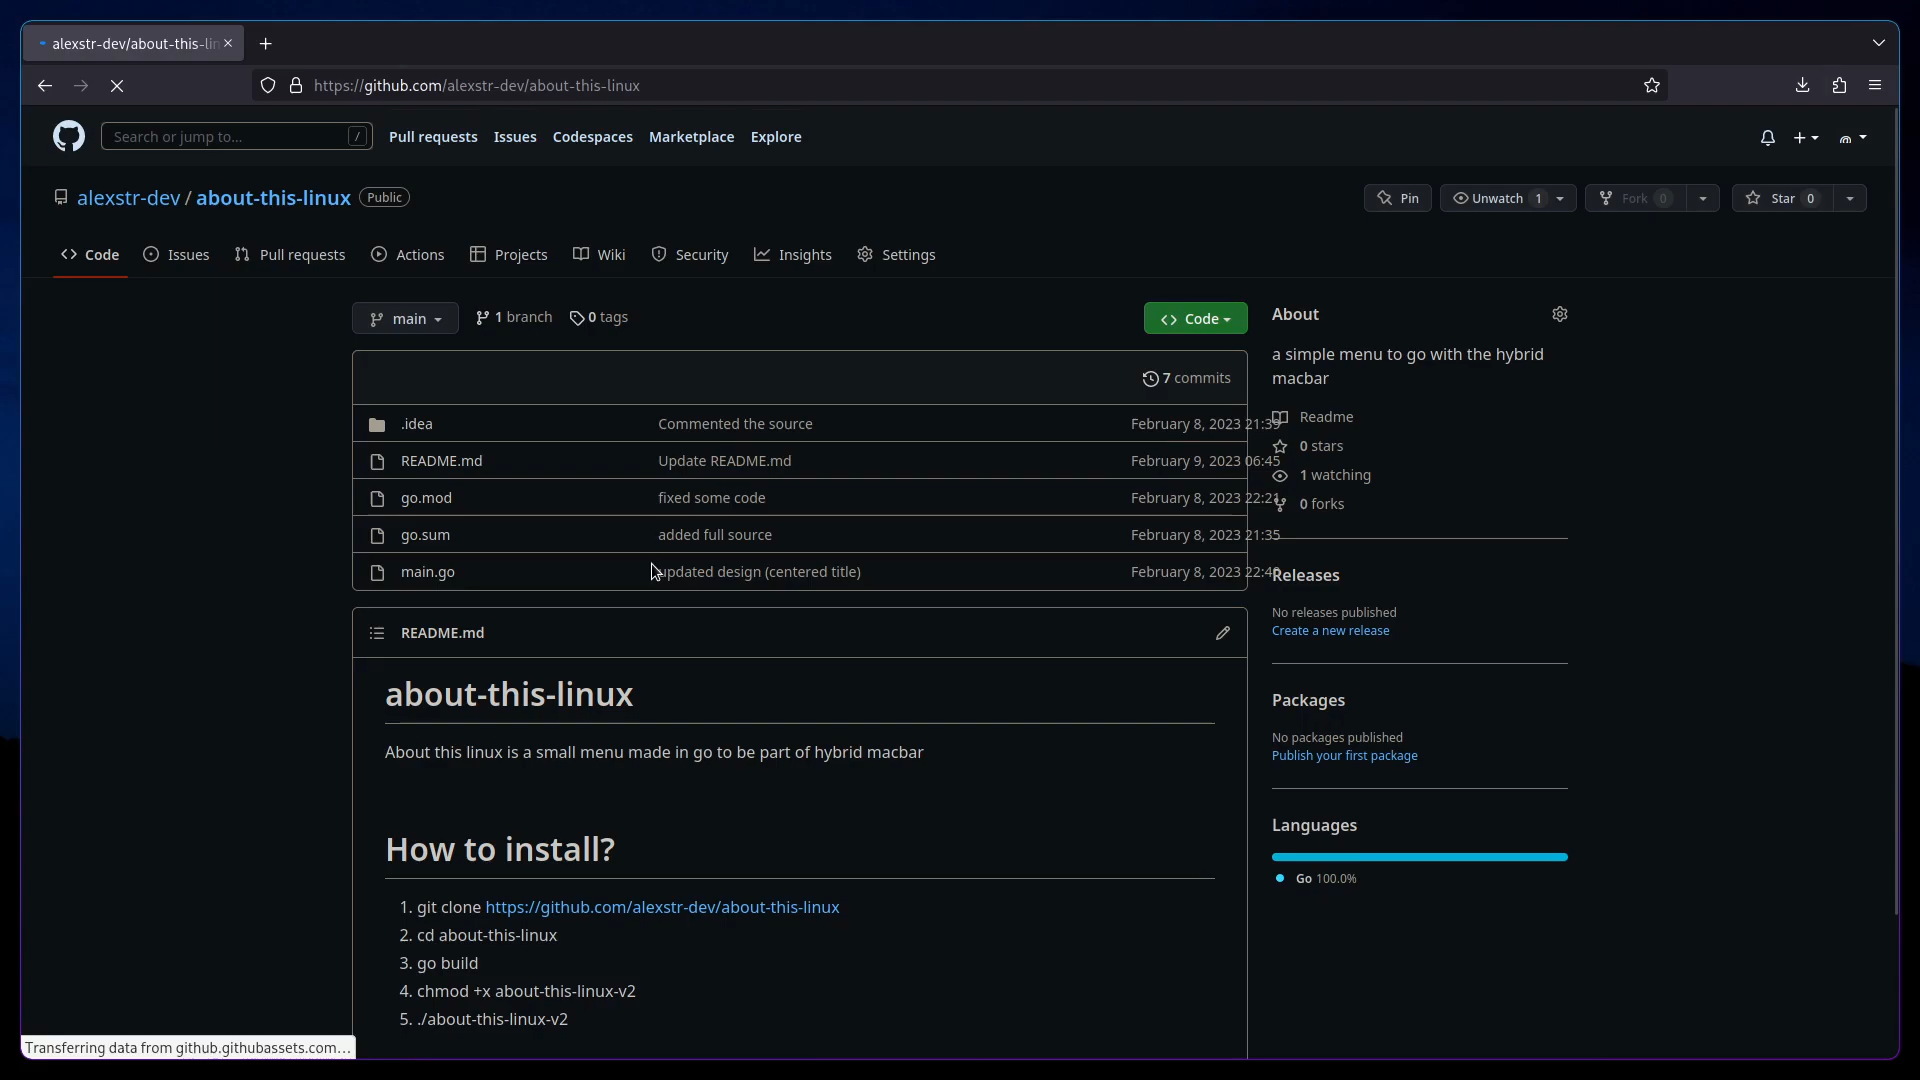 alexstr-dev/about-this-lin
https://github.com/alexstr-dev/about-this-linux
Search or jump to... /
Pull requests Issues Codespaces Marketplace Explore
alexstr-dev / about-this-linux Public
Pin Unwatch 1 Fork 0 Star 0
Code Issues Pull requests Actions Projects Wiki Security Insights Settings
main 1 branch 0 tags Code
7 commits
.idea Commented the source February 8, 2023 21:39
README.md Update README.md February 9, 2023 06:45
go.mod fixed some code February 8, 2023 22:21
go.sum added full source February 8, 2023 21:35
main.go updated design (centered title) February 8, 2023
README.md
about-this-linux
About this linux is a small menu made in go to be part of hybrid macbar
How to install?
1. git clone https://github.com/alexstr-dev/about-this-linux
2. cd about-this-linux
3. go build
4. chmod +x about-this-linux-v2
5. ./about-this-linux-v2
About
a simple menu to go with the hybrid
macbar
Readme
0 stars
1 watching
0 forks
Releases
No releases published
Create a new release
Packages
No packages published
Publish your first package
Languages
Go 100.0%
Transferring data from github.githubassets.com…